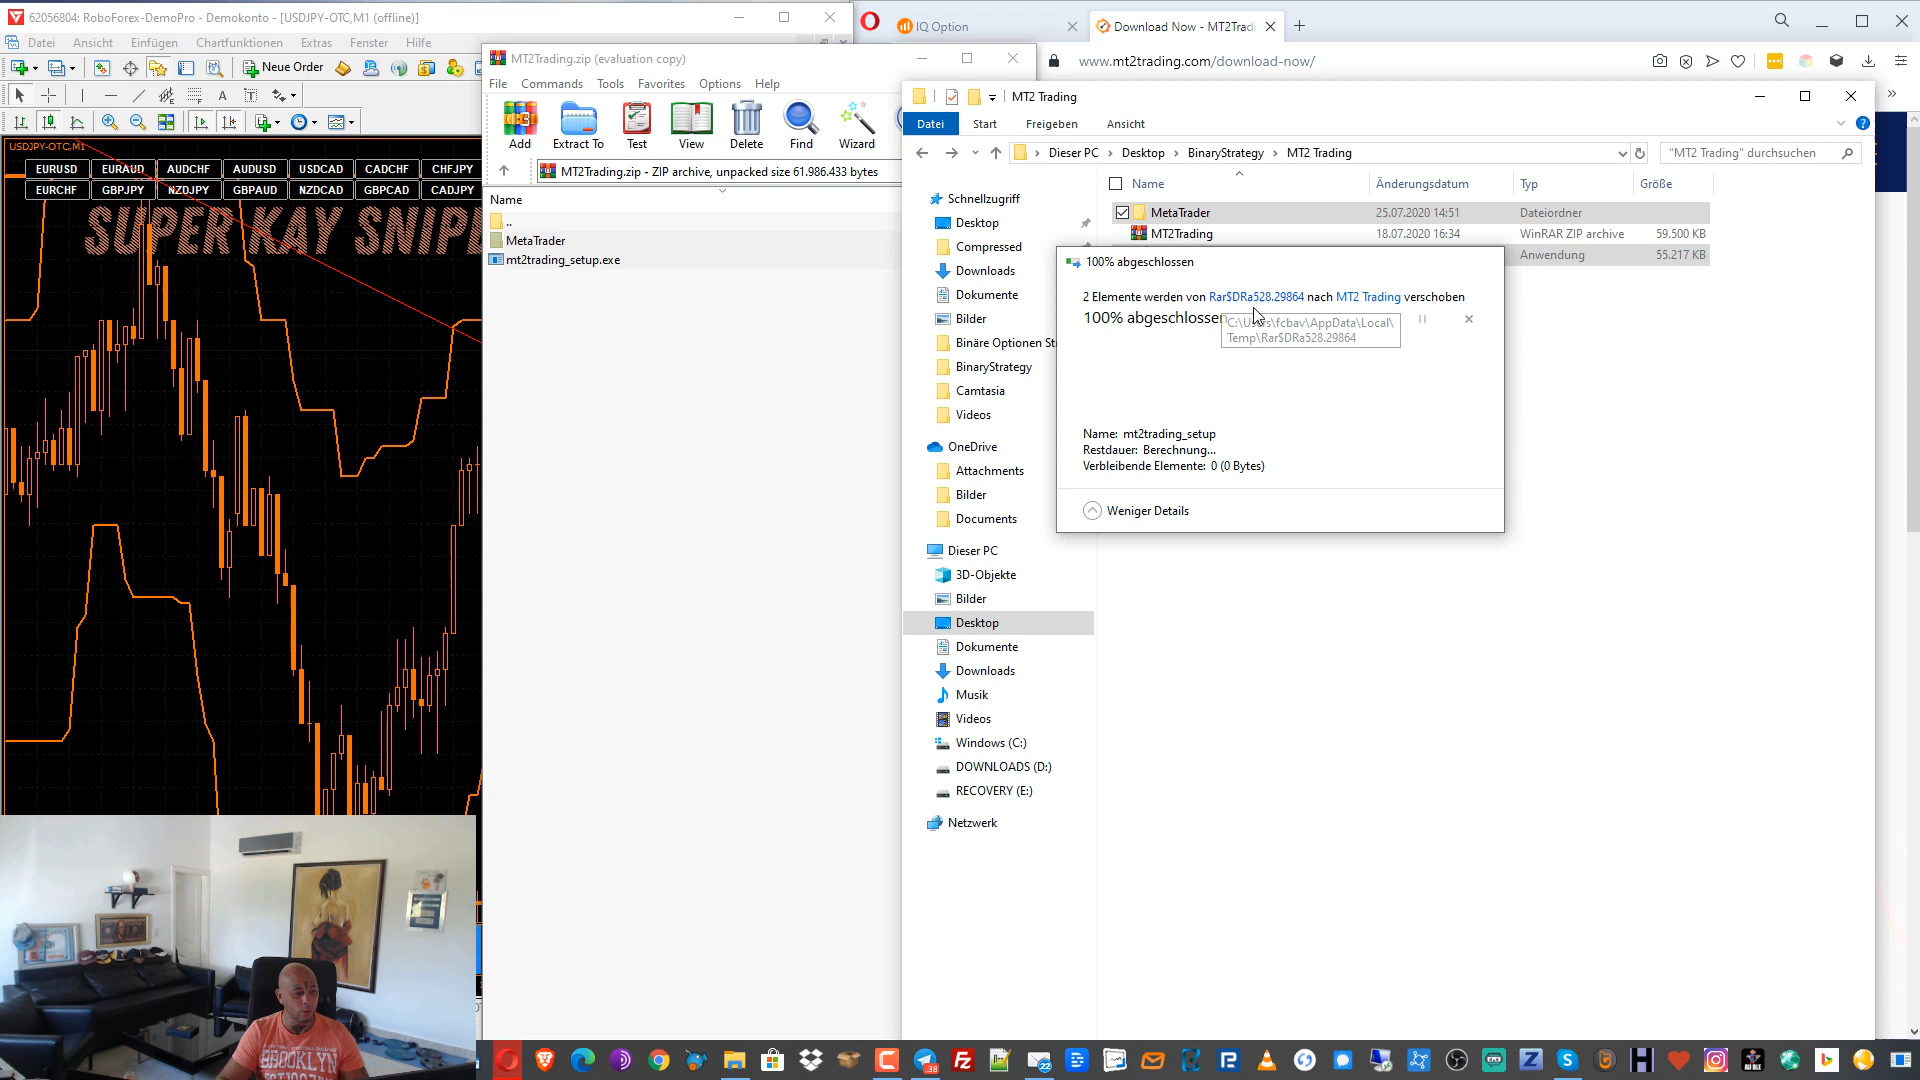 62056804: RoboForex-DemoPro - Demokonto - [USDJPY-OTC,M1 (offline)]
Datei Ansicht Einfügen Chartfunktionen Extras Fenster Hilfe
Neue Order
USDJPY-OTC,M1
EURUSD EURAUD AUDCHF AUDUSD USDCAD CADCHF CHFJPY
EURCHF GBPJPY NZDJPY GBPAUD NZDCAD GBPCAD CADJPY
SUPER KAY SNIPE
MT2Trading.zip (evaluation copy)
File Commands Tools Favorites Options Help
Add Extract To Test View Delete Find Wizard
MT2Trading.zip - ZIP archive, unpacked size 61.986.433 bytes
Name
..
MetaTrader
mt2trading_setup.exe
IQ Option
Download Now - MT2Tradi
www.mt2trading.com/download-now/
MT2 Trading
Datei Start Freigeben Ansicht
Dieser PC Desktop BinaryStrategy MT2 Trading
"MT2 Trading" durchsuchen
Name Änderungsdatum Typ Größe
MetaTrader 25.07.2020 14:51 Dateiordner
MT2Trading 18.07.2020 16:34 WinRAR ZIP archive 59.500 KB
Anwendung 55.217 KB
Schnellzugriff
Desktop
Compressed
Downloads
Dokumente
Bilder
Binäre Optionen St
BinaryStrategy
Camtasia
Videos
OneDrive
Attachments
Bilder
Documents
Dieser PC
3D-Objekte
Bilder
Desktop
Dokumente
Downloads
Musik
Videos
Windows (C:)
DOWNLOADS (D:)
RECOVERY (E:)
Netzwerk
100% abgeschlossen
2 Elemente werden von Rar$DRa528.29864 nach MT2 Trading verschoben
100% abgeschlossen
C:\Users\fcbav\AppData\Local\
Temp\Rar$DRa528.29864
Name: mt2trading_setup
Restdauer: Berechnung...
Verbleibende Elemente: 0 (0 Bytes)
Weniger Details
BROOKLYN
38
22